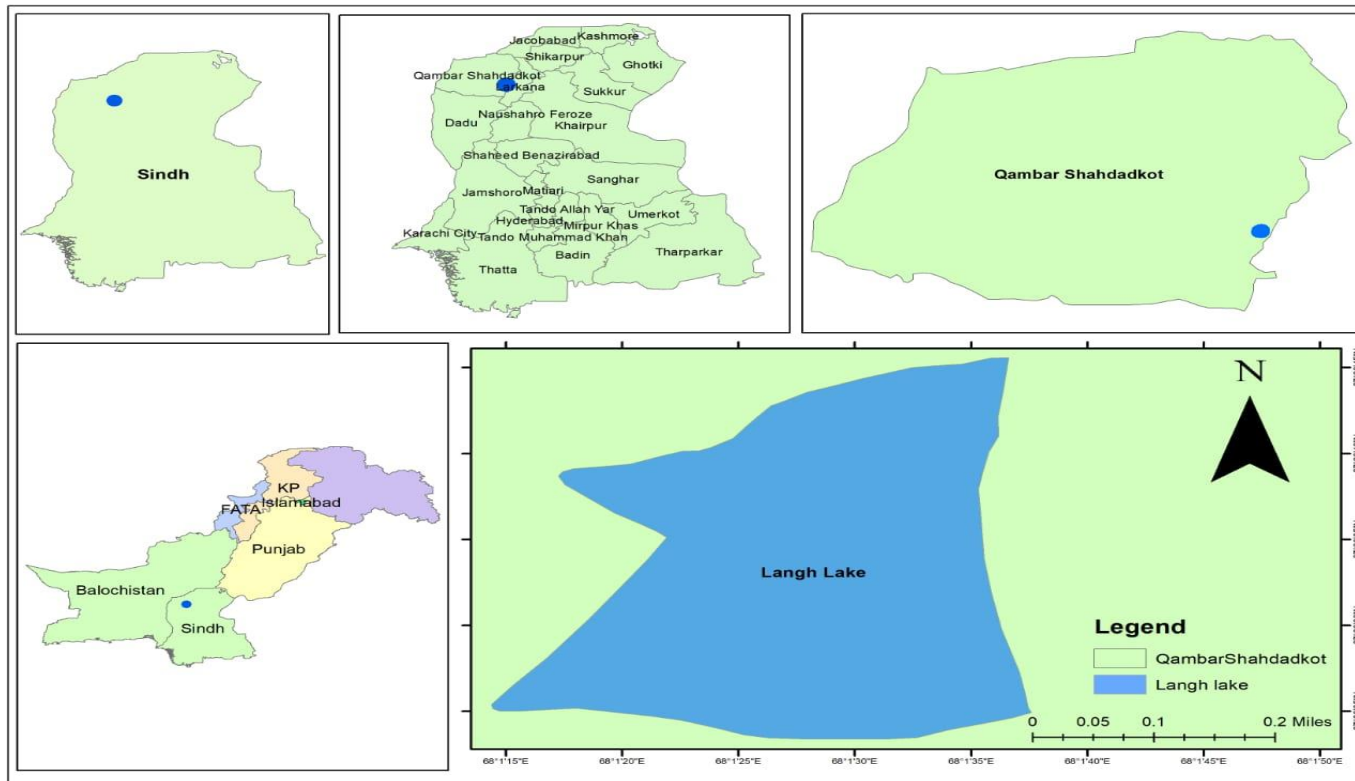 Sindh
Jacobabad
Kashmore
Shikarpur
Ghotki
Qambar Shahdadkot
Larkana
Sukkur
Naushahro Feroze
Dadu
Khairpur
Shaheed Benazirabad
Sanghar
Jamshoro
Matiari
Tando Allah Yar
Umerkot
Hyderabad
Mirpur Khas
Karachi City
Tando Muhammad Khan
Badin
Tharparkar
Thatta
Qambar Shahdadkot
KP
Islamabad
FATA
Punjab
Balochistan
Sindh
N
Langh Lake
Legend
QambarShahdadkot
Langh lake
0 0.05 0.1 0.2 Miles
68°1'15"E 68°1'20"E 68°1'25"E 68°1'30"E 68°1'35"E 68°1'40"E 68°1'45"E 68°1'50"E